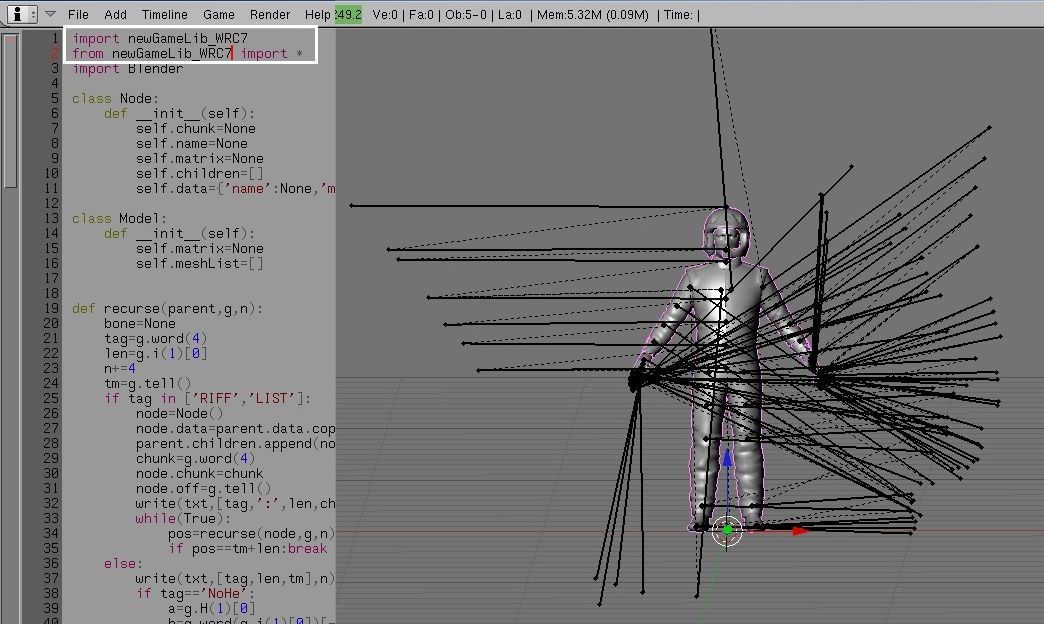 File Add Timeline Game Render Help 249.2 Ve:0 | Fa:0 | Ob:5-0 | La:0 | Mem:5.32M (0.09M) | Time: |
1 import newGameLib_WRC7
2 from newGameLib_WRC7 import *
3 import Blender
4
5 class Node:
6 def __init__(self):
7 self.chunk=None
8 self.name=None
9 self.matrix=None
10 self.children=[]
11 self.data={'name':None,'m
12
13 class Model:
14 def __init__(self):
15 self.matrix=None
16 self.meshList=[]
17
18
19 def recurse(parent,g,n):
20 bone=None
21 tag=g.word(4)
22 len=g.i(1)[0]
23 n+=4
24 tm=g.tell()
25 if tag in ['RIFF','LIST']:
26 node=Node()
27 node.data=parent.data.cop
28 parent.children.append(no
29 chunk=g.word(4)
30 node.chunk=chunk
31 node.off=g.tell()
32 write(txt,[tag,':',len,ch
33 while(True):
34 pos=recurse(node,g,n)
35 if pos==tm+len:break
36 else:
37 write(txt,[tag,len,tm],n)
38 if tag=='NoHe':
39 a=g.H(1)[0]
40 b=g.word(g.i(1)[0])[-